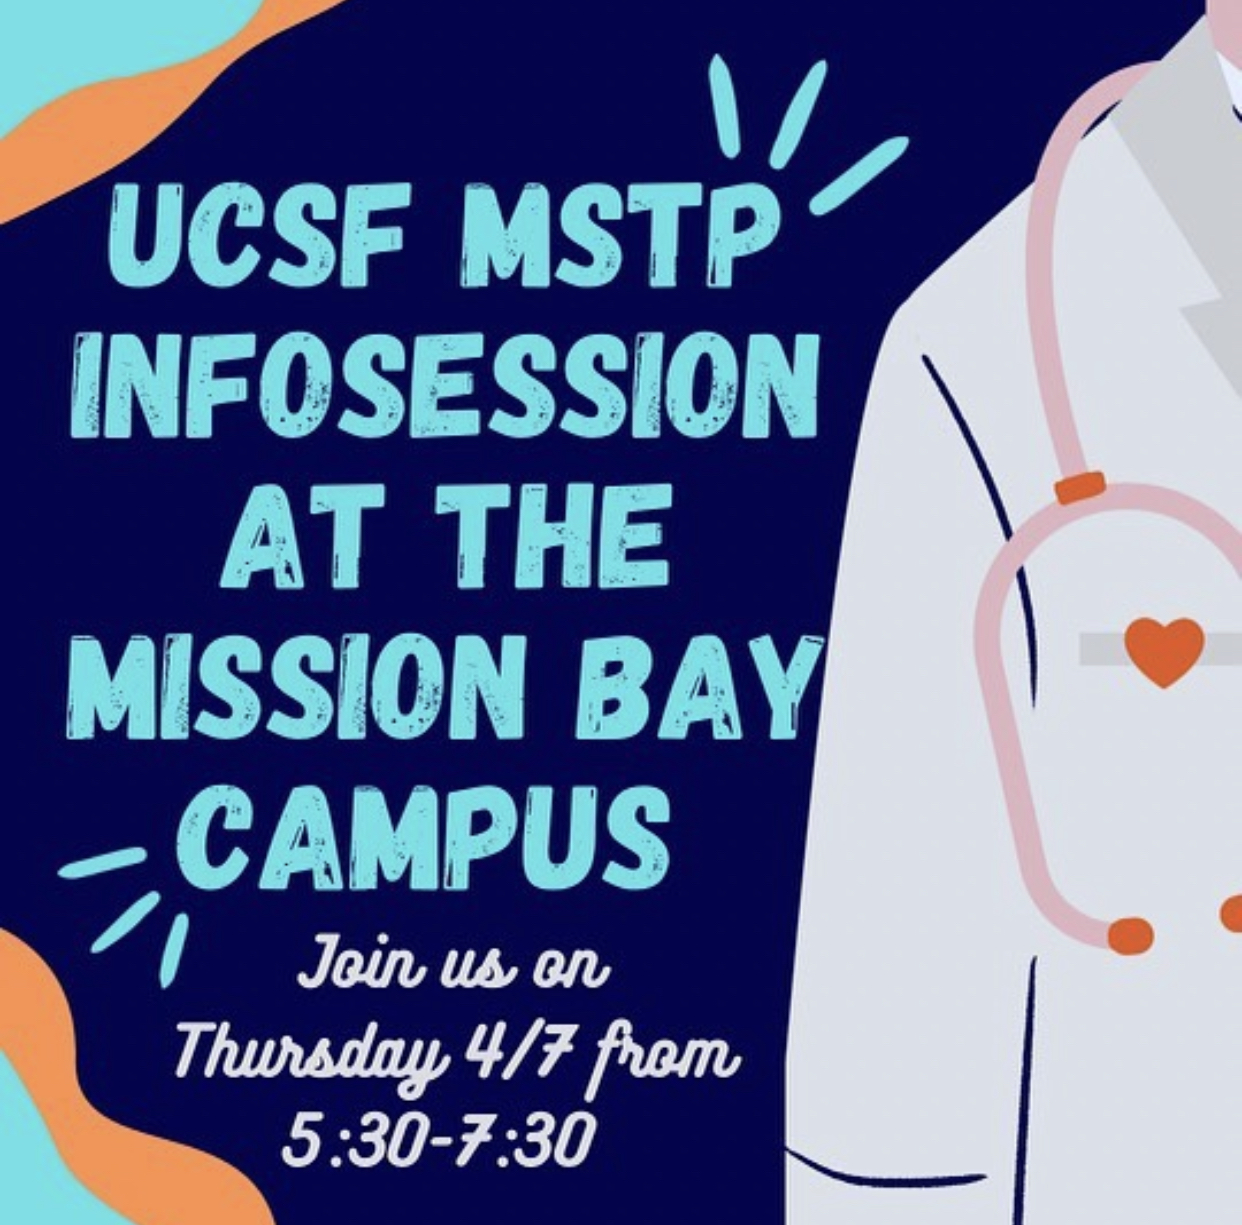 UCSF MSTP
INFOSESSION
AT THE
MISSION BAY
CAMPUS
Join us on
Thursday 4/7 from
5:30-7:30